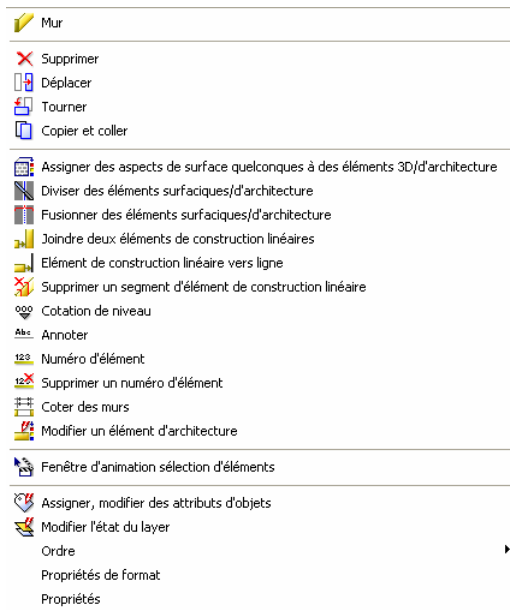 Mur
Supprimer
Déplacer
Tourner
Copier et coller
Assigner des aspects de surface quelconques à des éléments 3D/d'architecture
Diviser des éléments surfaciques/d'architecture
Fusionner des éléments surfaciques/d'architecture
Joindre deux éléments de construction linéaires
Elément de construction linéaire vers ligne
Supprimer un segment d'élément de construction linéaire
000 Cotation de niveau
Abc Annoter
123 Numéro d'élément
12 Supprimer un numéro d'élément
Coter des murs
Modifier un élément d'architecture
Fenêtre d'animation sélection d'éléments
Assigner, modifier des attributs d'objets
Modifier l'état du layer
Ordre
Propriétés de format
Propriétés